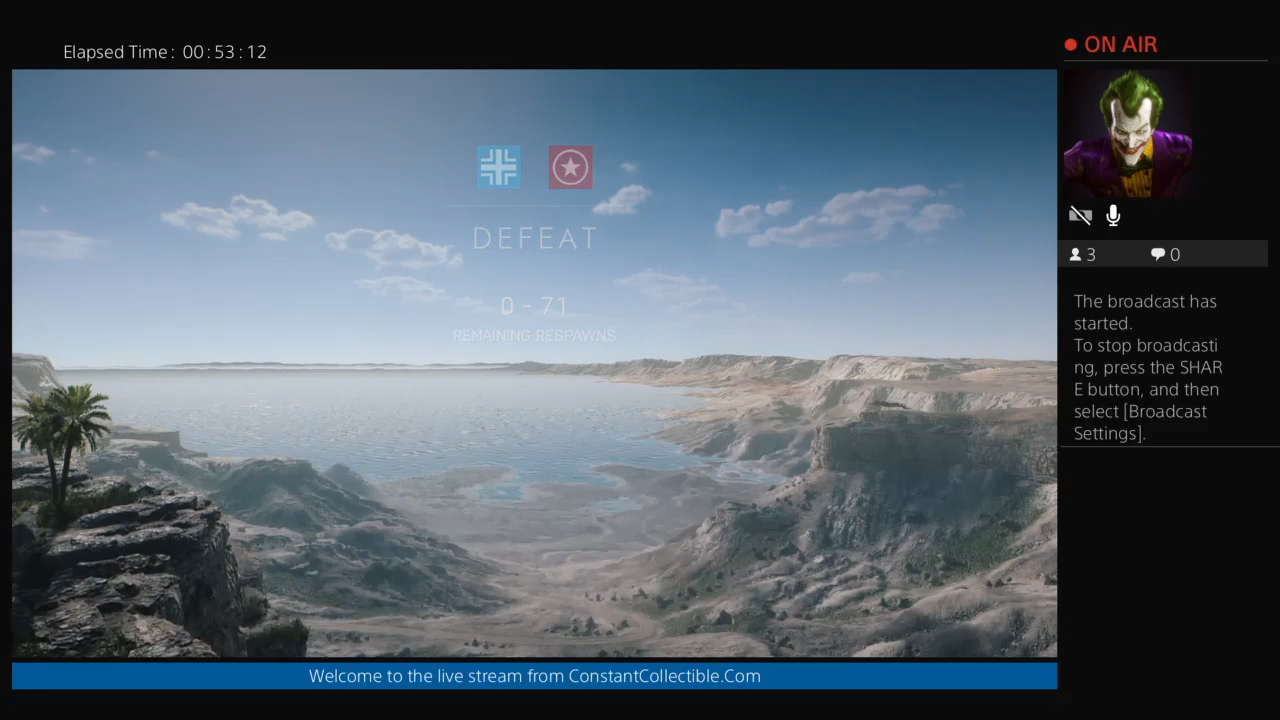 Elapsed Time: 00:53:12
ON AIR
DEFEAT
0 - 71
REMAINING RESPAWNS
3
0
The broadcast has
started.
To stop broadcasti
ng, press the SHAR
E button, and then
select [Broadcast
Settings].
Welcome to the live stream from ConstantCollectible.Com